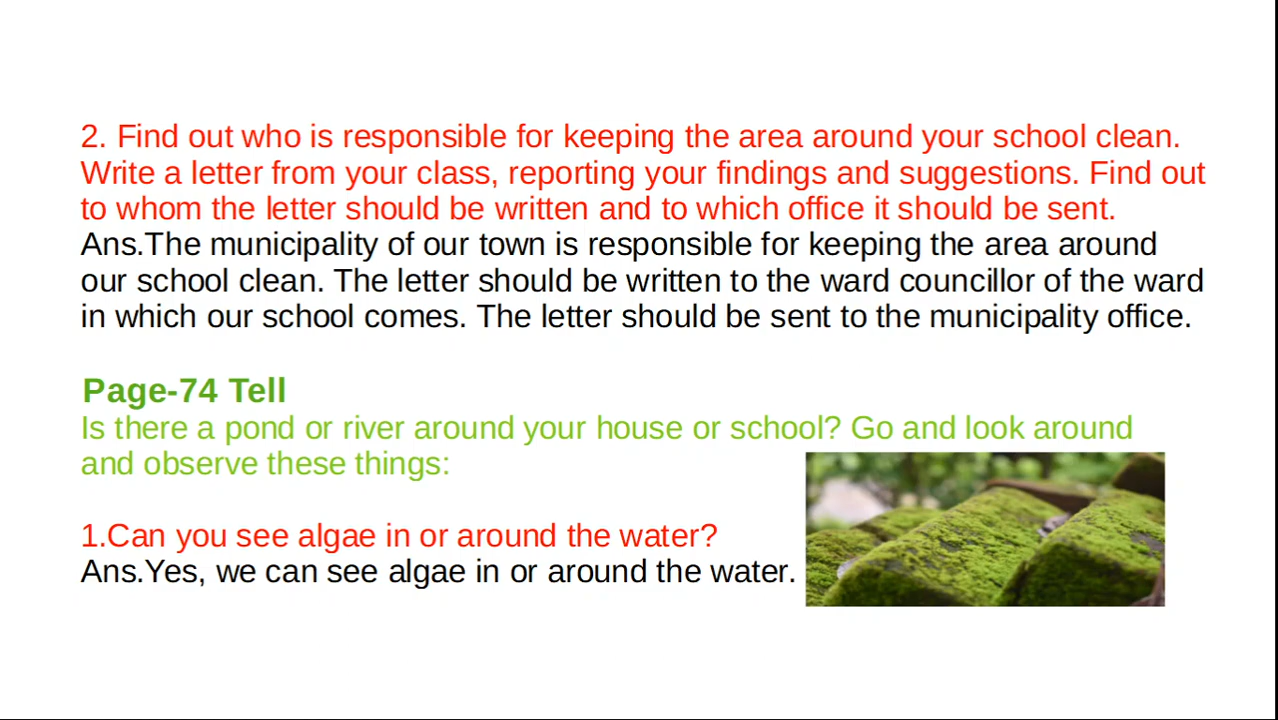 2. Find out who is responsible for keeping the area around your school clean.
Write a letter from your class, reporting your findings and suggestions. Find out
to whom the letter should be written and to which office it should be sent.
Ans.The municipality of our town is responsible for keeping the area around
our school clean. The letter should be written to the ward councillor of the ward
in which our school comes. The letter should be sent to the municipality office.
Page-74 Tell
Is there a pond or river around your house or school? Go and look around
and observe these things:
1.Can you see algae in or around the water?
Ans.Yes, we can see algae in or around the water.